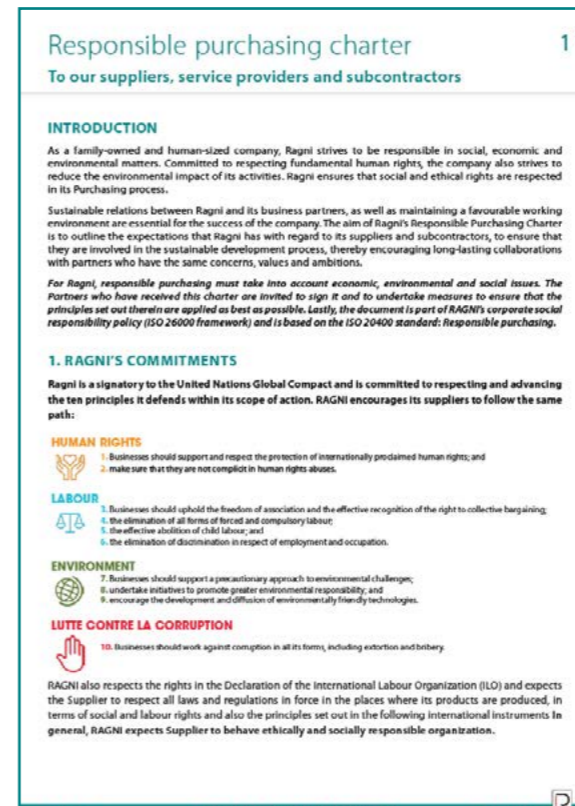 Responsible purchasing charter
1
To our suppliers, service providers and subcontractors
INTRODUCTION
As a family-owned and human-sized company, Ragni strives to be responsible in social, economic and
environmental matters. Committed to respecting fundamental human rights, the company also strives to
reduce the environmental impact of its activities. Ragni ensures that social and ethical rights are respected
in its Purchasing process.
Sustainable relations between Ragni and its business partners, as well as maintaining a favourable working
environment are essential for the success of the company. The aim of Ragni's Responsible Purchasing Charter
is to outline the expectations that Ragni has with regard to its suppliers and subcontractors, to ensure that
they are involved in the sustainable development process, thereby encouraging long-lasting collaborations
with partners who have the same concerns, values and ambitions.
For Ragni, responsible purchasing must take into account economic, environmental and social issues. The
Partners who have received this charter are invited to sign it and to undertake measures to ensure that the
principles set out therein are applied as best as possible. Lastly, the document is part of RAGNI's corporate social
responsibility policy (ISO 26000 framework) and is based on the ISO 20400 standard: Responsible purchasing.
1. RAGNI'S COMMITMENTS
Ragni is a signatory to the United Nations Global Compact and is committed to respecting and advancing
the ten principles it defends within its scope of action. RAGNI encourages its suppliers to follow the same
path:
HUMAN RIGHTS
1. Businesses should support and respect the protection of internationally proclaimed human rights; and
2. make sure that they are not complicit in human rights abuses.
LABOUR
3. Businesses should uphold the freedom of association and the effective recognition of the right to collective bargaining;
4. the elimination of all forms of forced and compulsory labour;
5. the effective abolition of child labour; and
6. the elimination of discrimination in respect of employment and occupation.
ENVIRONMENT
7. Businesses should support a precautionary approach to environmental challenges;
8. undertake initiatives to promote greater environmental responsibility; and
9. encourage the development and diffusion of environmentally friendly technologies.
LUTTE CONTRE LA CORRUPTION
10. Businesses should work against corruption in all its forms, including extortion and bribery.
RAGNI also respects the rights in the Declaration of the International Labour Organization (ILO) and expects
the Supplier to respect all laws and regulations in force in the places where its products are produced, in
terms of social and labour rights and also the principles set out in the following international instruments In
general, RAGNI expects Supplier to behave ethically and socially responsible organization.